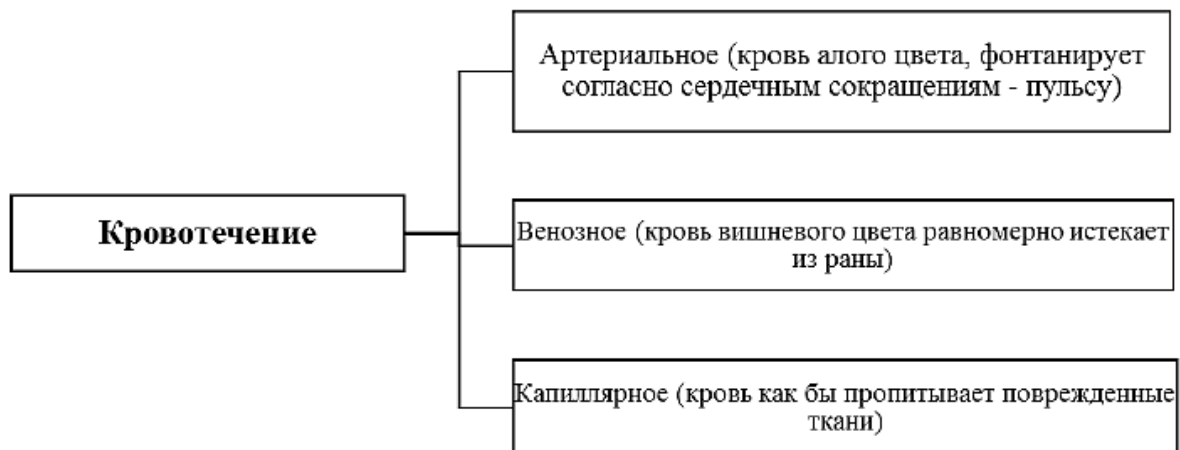 Кровотечение
Артериальное (кровь алого цвета, фонтанирует
согласно сердечным сокращениям - пульсу)
Венозное (кровь вишневого цвета равномерно истекает
из раны)
Капиллярное (кровь как бы пропитывает поврежденные
ткани)